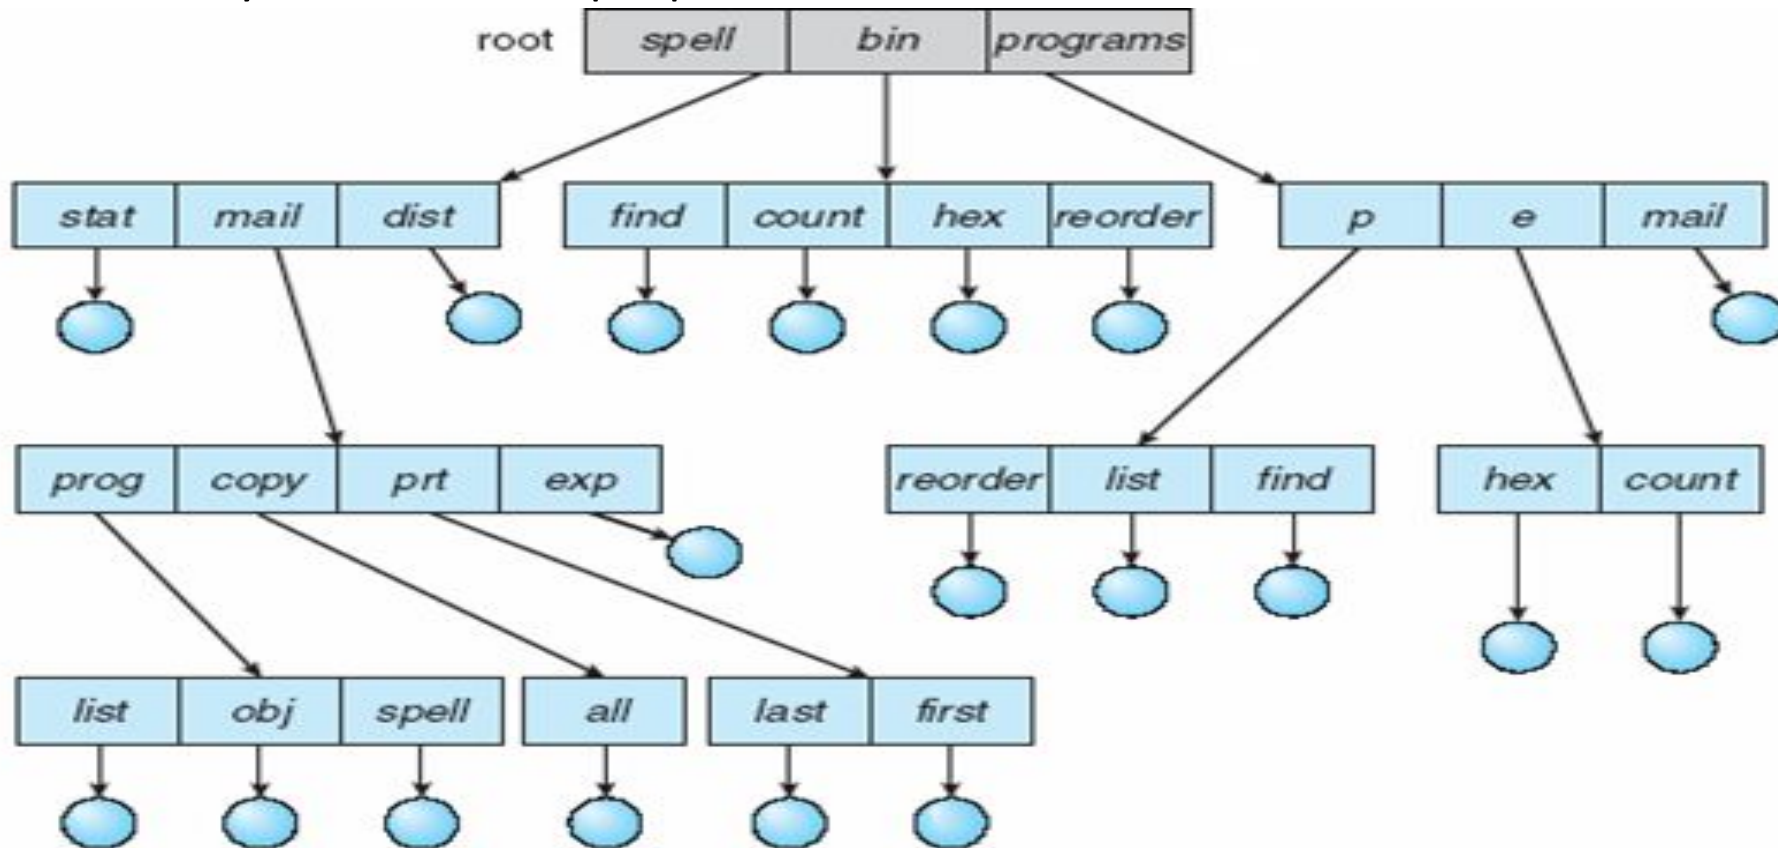 root spell bin programs
stat mail dist find count hex reorder p e mail
prog copy prt exp reorder list find hex count
list obj spell all last first